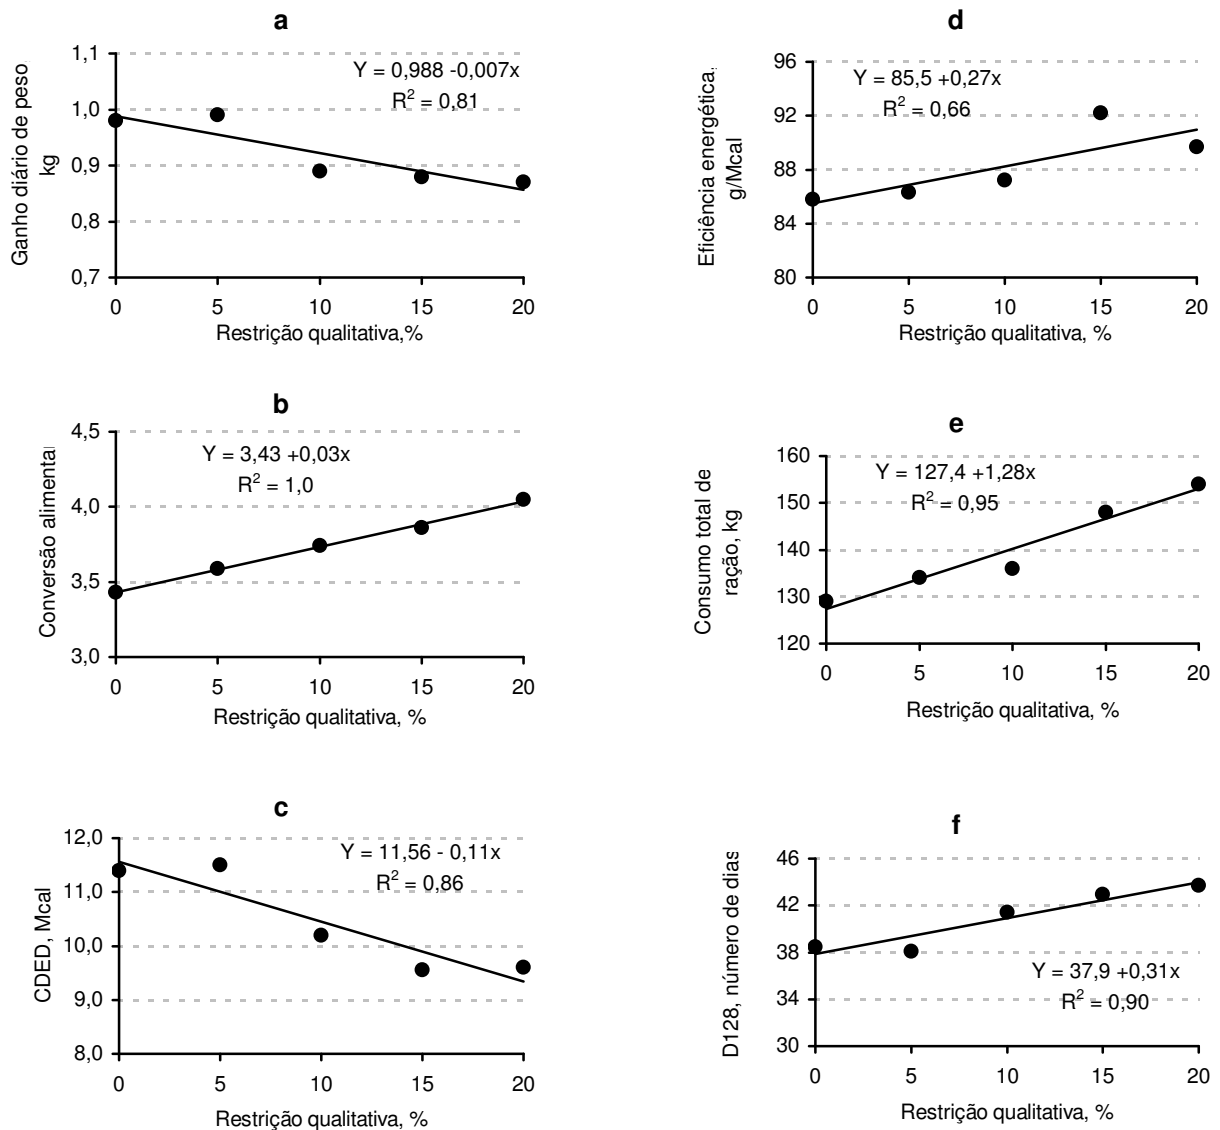 a
Ganho diário de peso,
kg
1,1
1,0
0,9
0,8
0,7
Y = 0,988 -0,007x
R² = 0,81
0 5 10 15 20
Restrição qualitativa,%
b
Conversão alimentar
4,5
4,0
3,5
3,0
Y = 3,43 +0,03x
R² = 1,0
0 5 10 15 20
Restrição qualitativa, %
c
CDED, Mcal
12,0
11,0
10,0
9,0
8,0
Y = 11,56 - 0,11x
R² = 0,86
0 5 10 15 20
Restrição qualitativa, %
d
Eficiência energética,
g/Mcal
96
92
88
84
80
Y = 85,5 +0,27x
R² = 0,66
0 5 10 15 20
Restrição qualitativa, %
e
Consumo total de
ração, kg
160
150
140
130
120
Y = 127,4 +1,28x
R² = 0,95
0 5 10 15 20
Restrição qualitativa, %
f
D128, número de dias
46
42
38
34
30
Y = 37,9 +0,31x
R² = 0,90
0 5 10 15 20
Restrição qualitativa, %